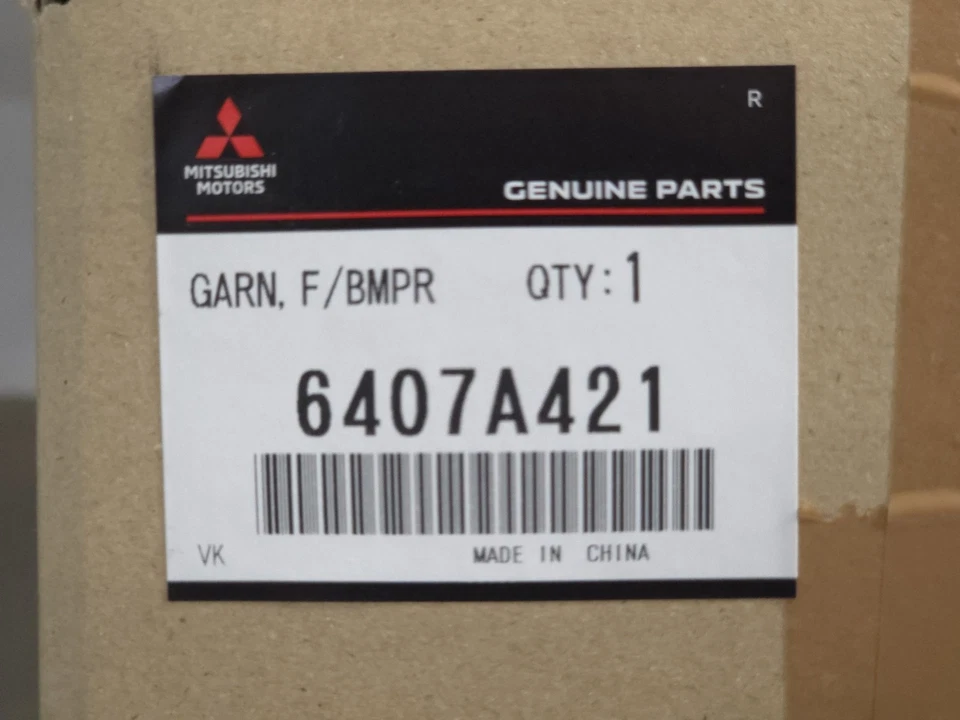 R
MITSUBISHI
MOTORS
GENUINE PARTS
GARN, F/BMPR QTY: 1
6407A421
VK MADE IN CHINA